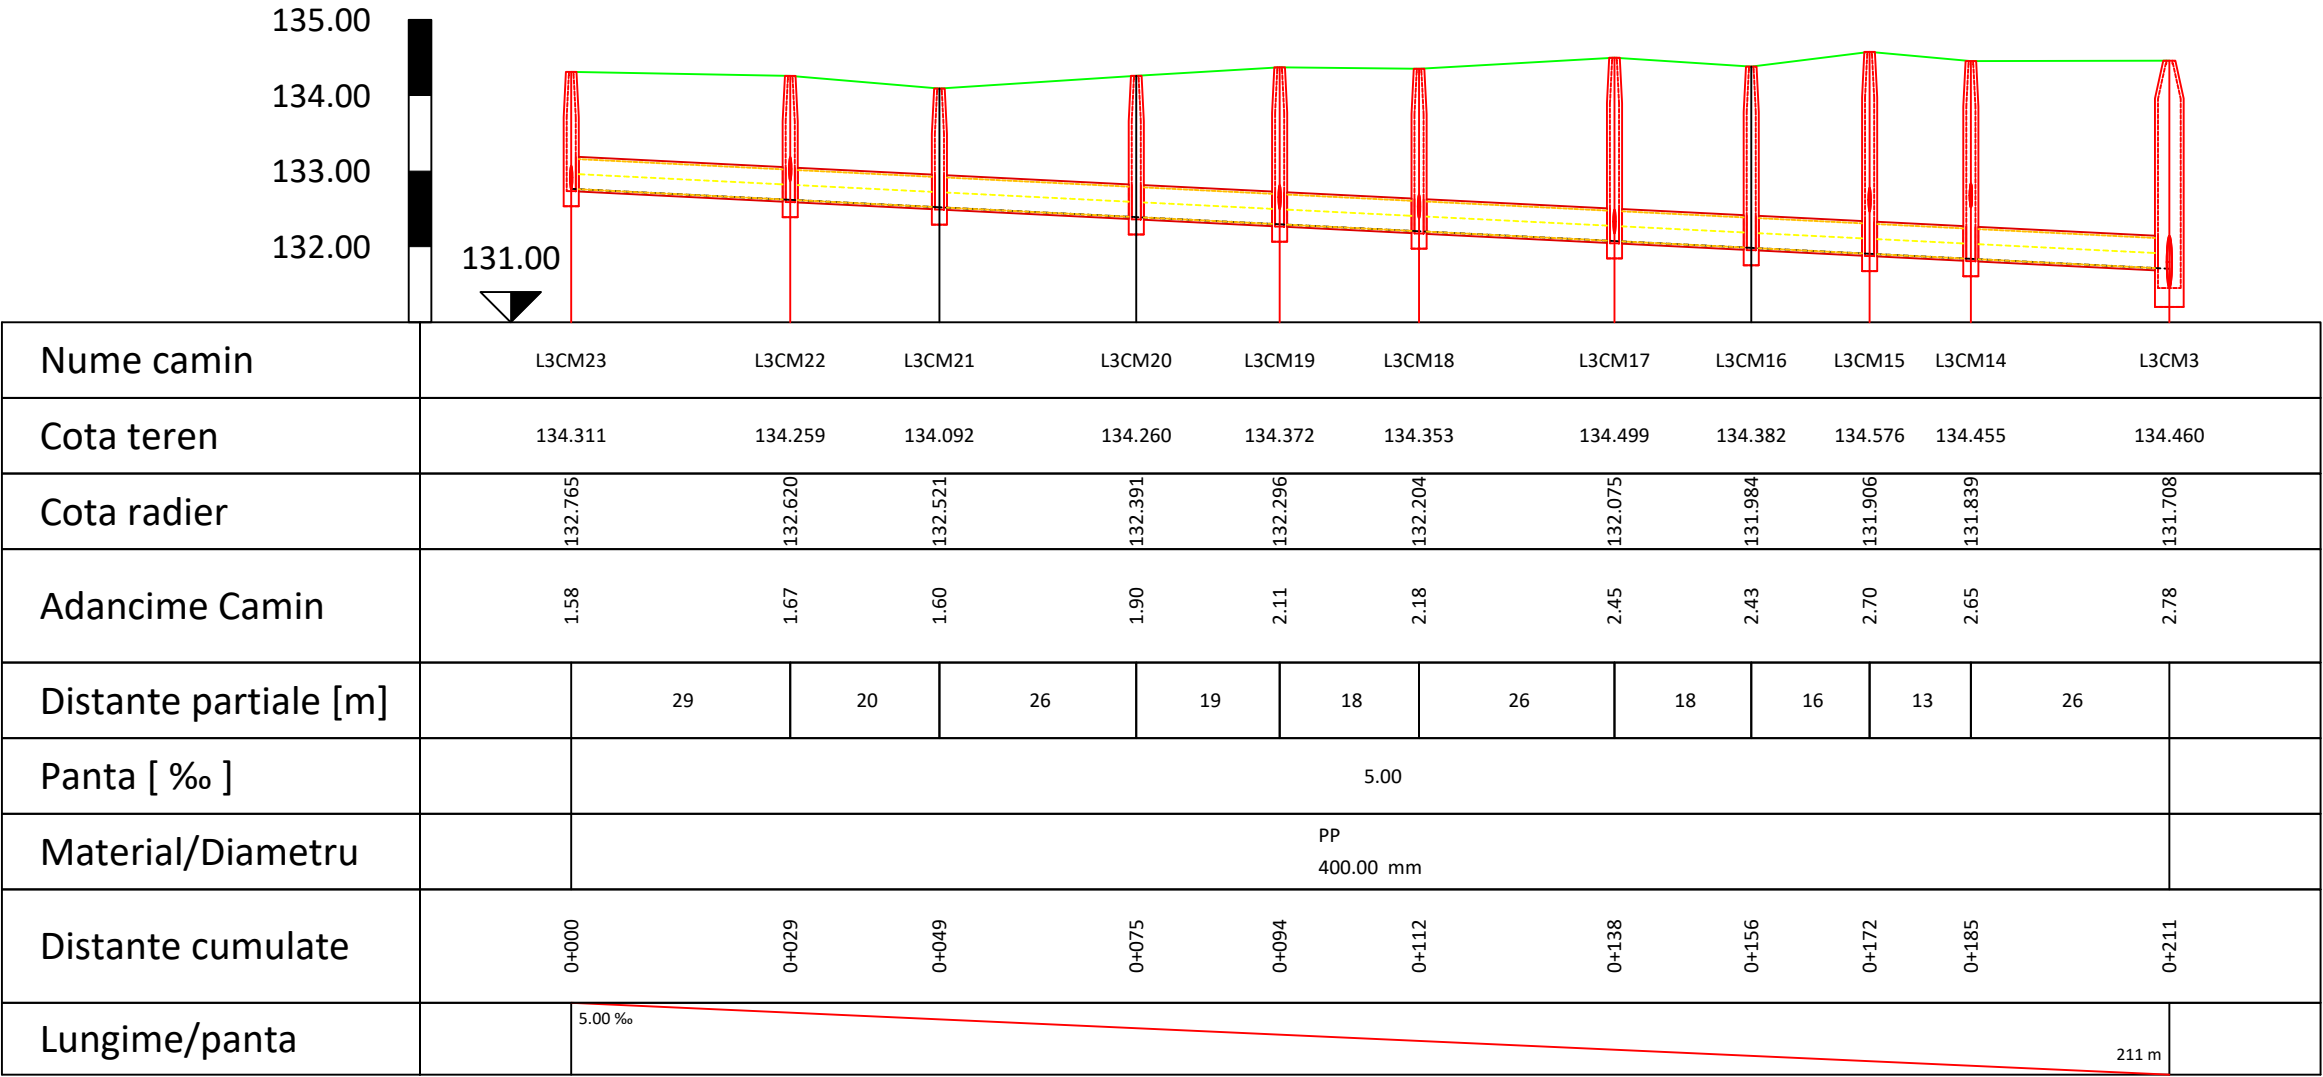 135.00
134.00
133.00
132.00
131.00
Nume camin L3CM23 L3CM22 L3CM21 L3CM20 L3CM19 L3CM18 L3CM17 L3CM16 L3CM15 L3CM14 L3CM3
Cota teren 134.311 134.259 134.092 134.260 134.372 134.353 134.499 134.382 134.576 134.455 134.460
Cota radier 132.765 132.620 132.521 132.391 132.296 132.204 132.075 131.984 131.906 131.839 131.708
Adancime Camin 1.58 1.67 1.60 1.90 2.11 2.18 2.45 2.43 2.70 2.65 2.78
Distante partiale [m] 29 20 26 19 18 26 18 16 13 26
Panta [ ‰ ] 5.00
Material/Diametru PP
400.00 mm
Distante cumulate 0+000 0+029 0+049 0+075 0+094 0+112 0+138 0+156 0+172 0+185 0+211
Lungime/panta 5.00 ‰ 211 m